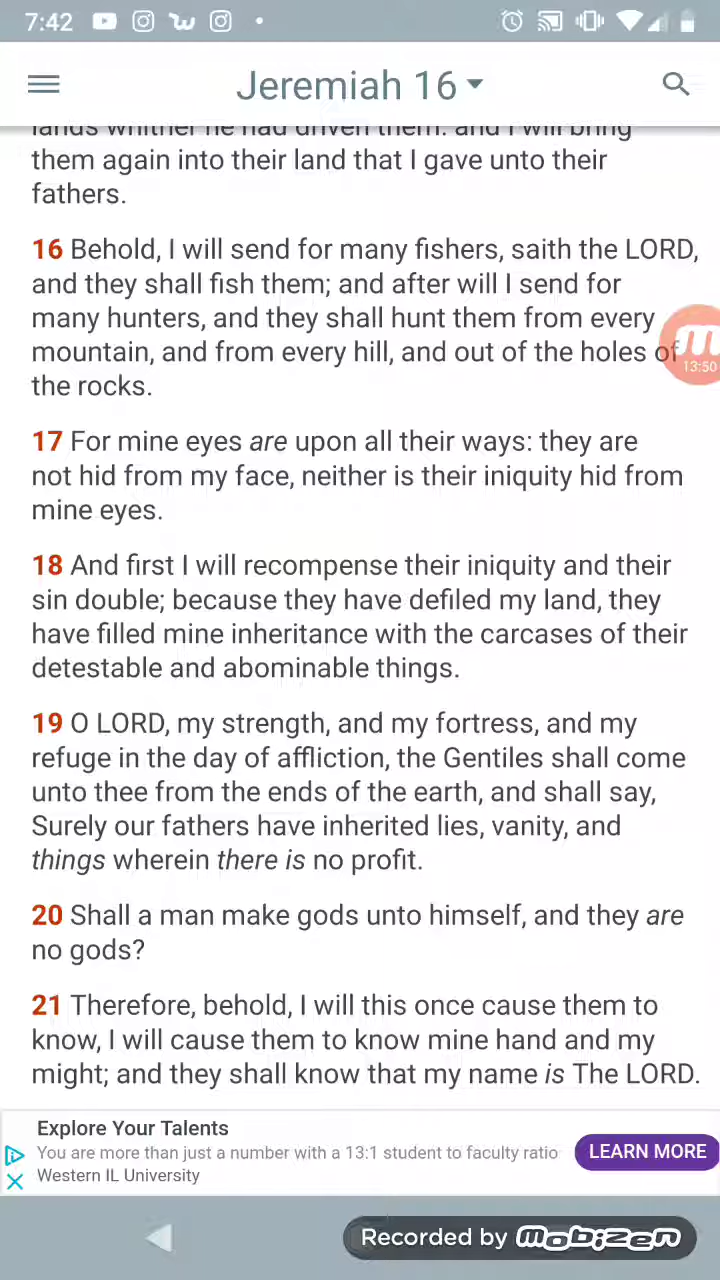 7:42
Jeremiah 16
lands whither he had driven them: and I will bring
them again into their land that I gave unto their
fathers.
16 Behold, I will send for many fishers, saith the LORD,
and they shall fish them; and after will I send for
many hunters, and they shall hunt them from every
mountain, and from every hill, and out of the holes of
the rocks.
13:50
17 For mine eyes are upon all their ways: they are
not hid from my face, neither is their iniquity hid from
mine eyes.
18 And first I will recompense their iniquity and their
sin double; because they have defiled my land, they
have filled mine inheritance with the carcases of their
detestable and abominable things.
19 O LORD, my strength, and my fortress, and my
refuge in the day of affliction, the Gentiles shall come
unto thee from the ends of the earth, and shall say,
Surely our fathers have inherited lies, vanity, and
things wherein there is no profit.
20 Shall a man make gods unto himself, and they are
no gods?
21 Therefore, behold, I will this once cause them to
know, I will cause them to know mine hand and my
might; and they shall know that my name is The LORD.
Explore Your Talents
You are more than just a number with a 13:1 student to faculty ratio
Western IL University
LEARN MORE
Recorded by mobizen